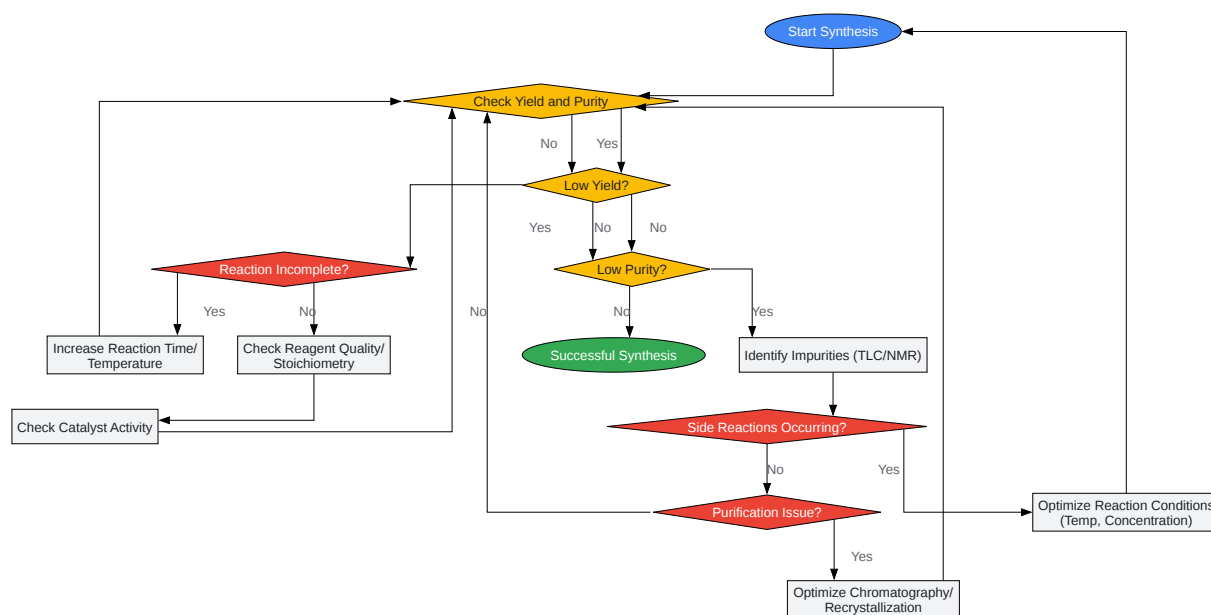 Start Synthesis
Check Yield and Purity
No
Yes
Low Yield?
Yes
No
No
Reaction Incomplete?
Low Purity?
Yes
No
No
No
Yes
Increase Reaction Time/
Temperature
Check Reagent Quality/
Stoichiometry
Successful Synthesis
Identify Impurities (TLC/NMR)
Check Catalyst Activity
Side Reactions Occurring?
No
Yes
Purification Issue?
Optimize Reaction Conditions
(Temp, Concentration)
Yes
Optimize Chromatography/
Recrystallization